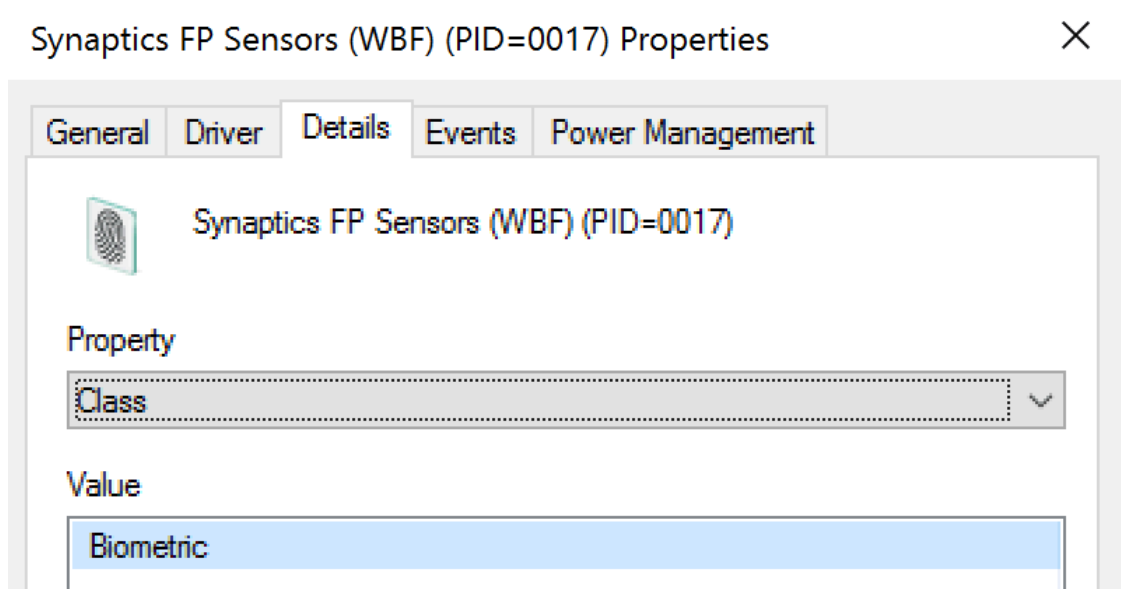 Synaptics FP Sensors (WBF) (PID=0017) Properties
General Driver Details Events Power Management
Synaptics FP Sensors (WBF) (PID=0017)
Property
Class
Value
Biometric